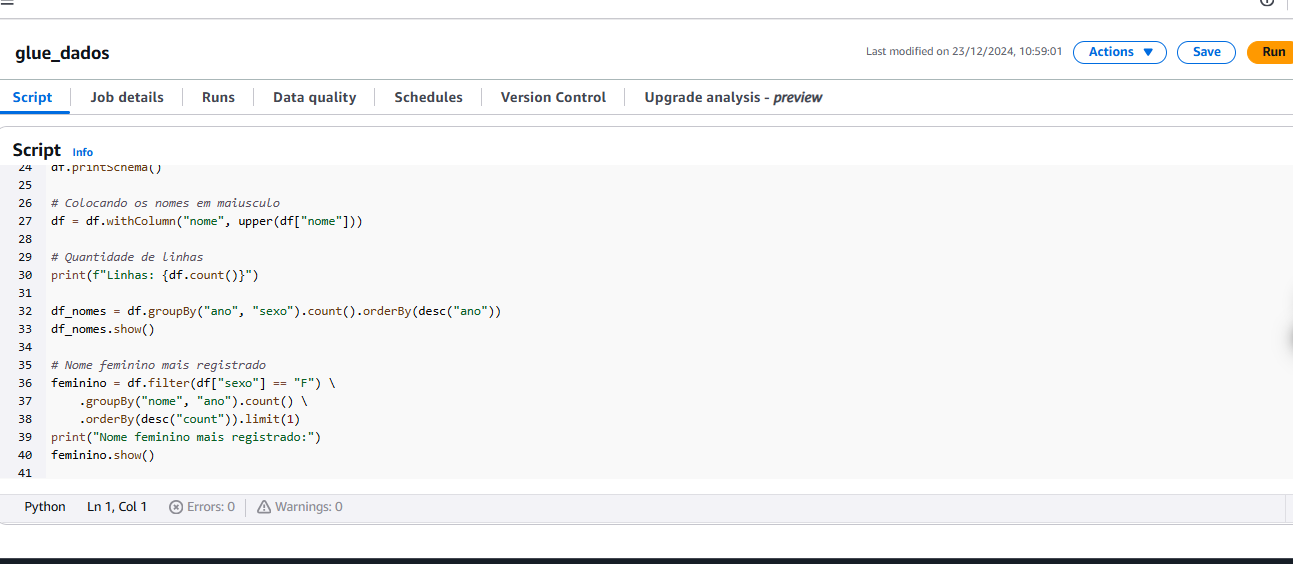 glue_dados
Last modified on 23/12/2024, 10:59:01
Actions ▼
Save
Run
Script
Job details
Runs
Data quality
Schedules
Version Control
Upgrade analysis - preview
Script Info
24 df.printSchema()
25
26 # Colocando os nomes em maiusculo
27 df = df.withColumn("nome", upper(df["nome"]))
28
29 # Quantidade de linhas
30 print(f"Linhas: {df.count()}")
31
32 df_nomes = df.groupBy("ano", "sexo").count().orderBy(desc("ano"))
33 df_nomes.show()
34
35 # Nome feminino mais registrado
36 feminino = df.filter(df["sexo"] == "F") \
37 .groupBy("nome", "ano").count() \
38 .orderBy(desc("count")).limit(1)
39 print("Nome feminino mais registrado:")
40 feminino.show()
41
Python Ln 1, Col 1 Errors: 0 Warnings: 0